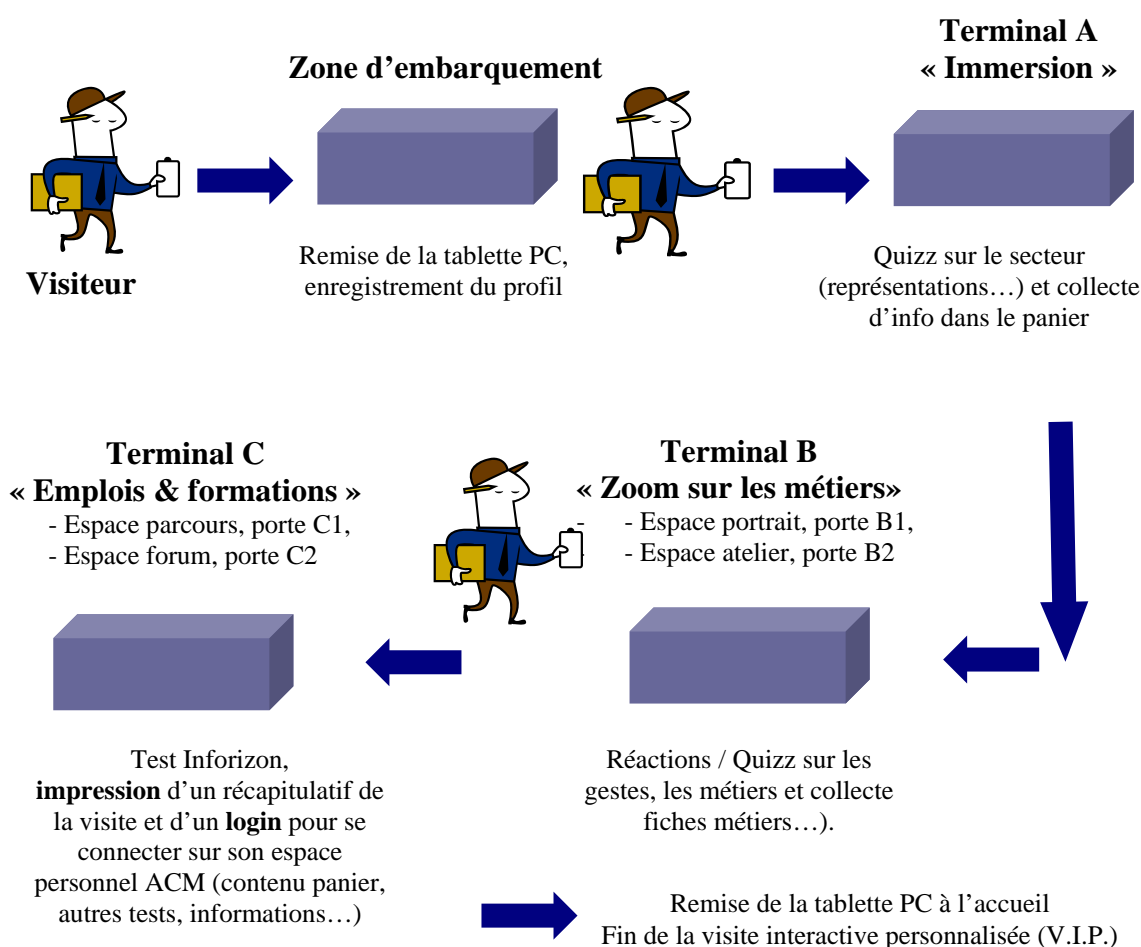 Terminal A
« Immersion »
Zone d’embarquement
Visiteur
Remise de la tablette PC,
enregistrement du profil
Quizz sur le secteur
(représentations…) et collecte
d’info dans le panier
Terminal C
« Emplois & formations »
- Espace parcours, porte C1,
- Espace forum, porte C2
Terminal B
« Zoom sur les métiers»
- - Espace portrait, porte B1,
- - Espace atelier, porte B2
Test Inforizon,
impression d’un récapitulatif de
la visite et d’un login pour se
connecter sur son espace
personnel ACM (contenu panier,
autres tests, informations…)
Réactions / Quizz sur les
gestes, les métiers et collecte
fiches métiers…).
Remise de la tablette PC à l’accueil
Fin de la visite interactive personnalisée (V.I.P.)